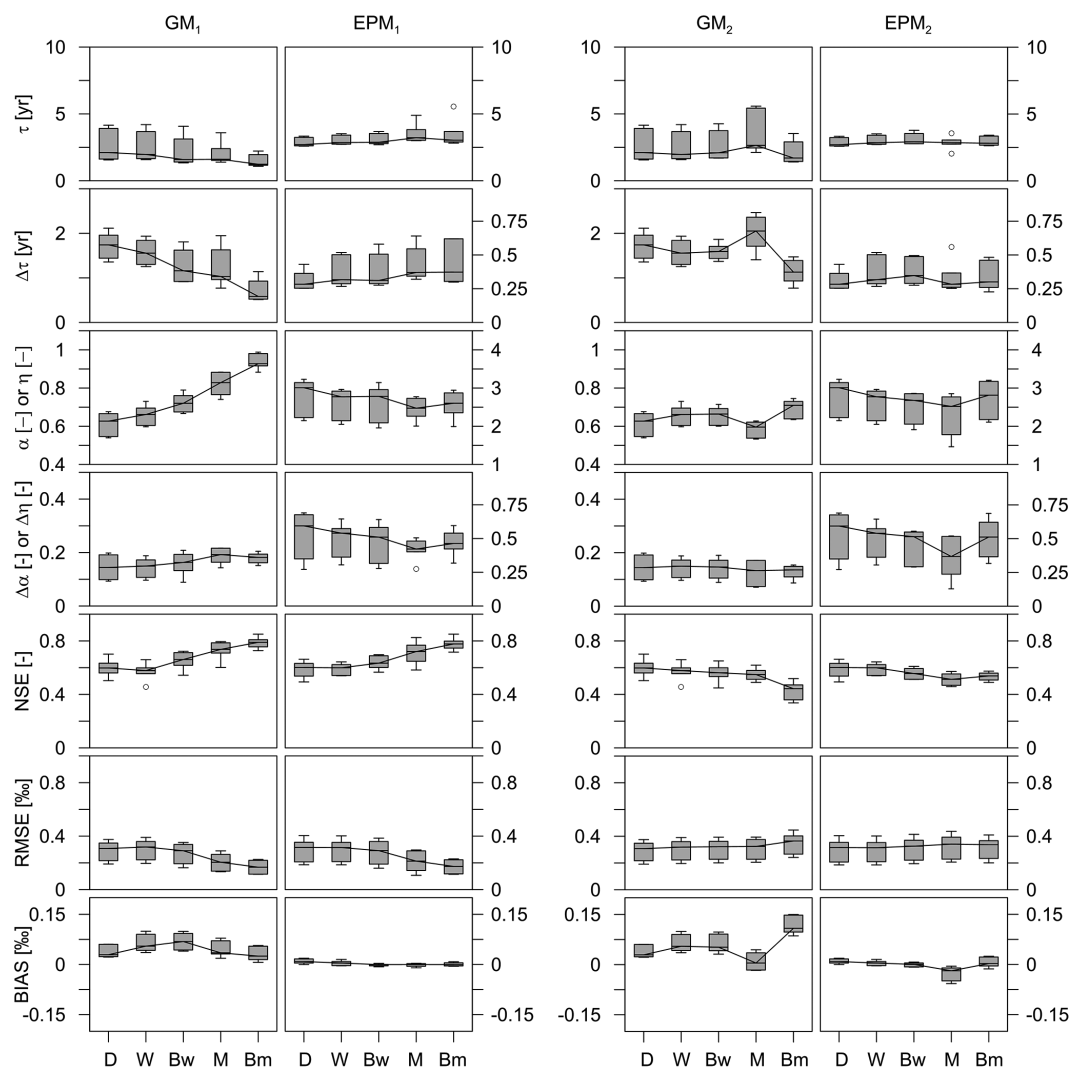 GM₁ EPM₁ GM₂ EPM₂
10 10 10 10
τ [yr] 5 5 5 5
0 0 0 0
Δτ [yr] 2 0.75 2 0.75
0.5 0.5
0.25 0.25
0 0 0 0
α [−] or η [−] 1 4 1 4
0.8 3 0.8 3
0.6 2 0.6 2
0.4 1 0.4 1
Δα [-] or Δη [-] 0.4 0.75 0.4 0.75
0.5 0.5
0.2 0.25 0.2 0.25
0 0 0 0
NSE [-] 0.8 0.8 0.8 0.8
0.4 0.4 0.4 0.4
0 0 0 0
RMSE [‰] 0.8 0.8 0.8 0.8
0.4 0.4 0.4 0.4
0 0 0 0
BIAS [‰] 0.15 0.15 0.15 0.15
0 0 0 0
-0.15 -0.15 -0.15 -0.15
D W Bw M Bm D W Bw M Bm D W Bw M Bm D W Bw M Bm